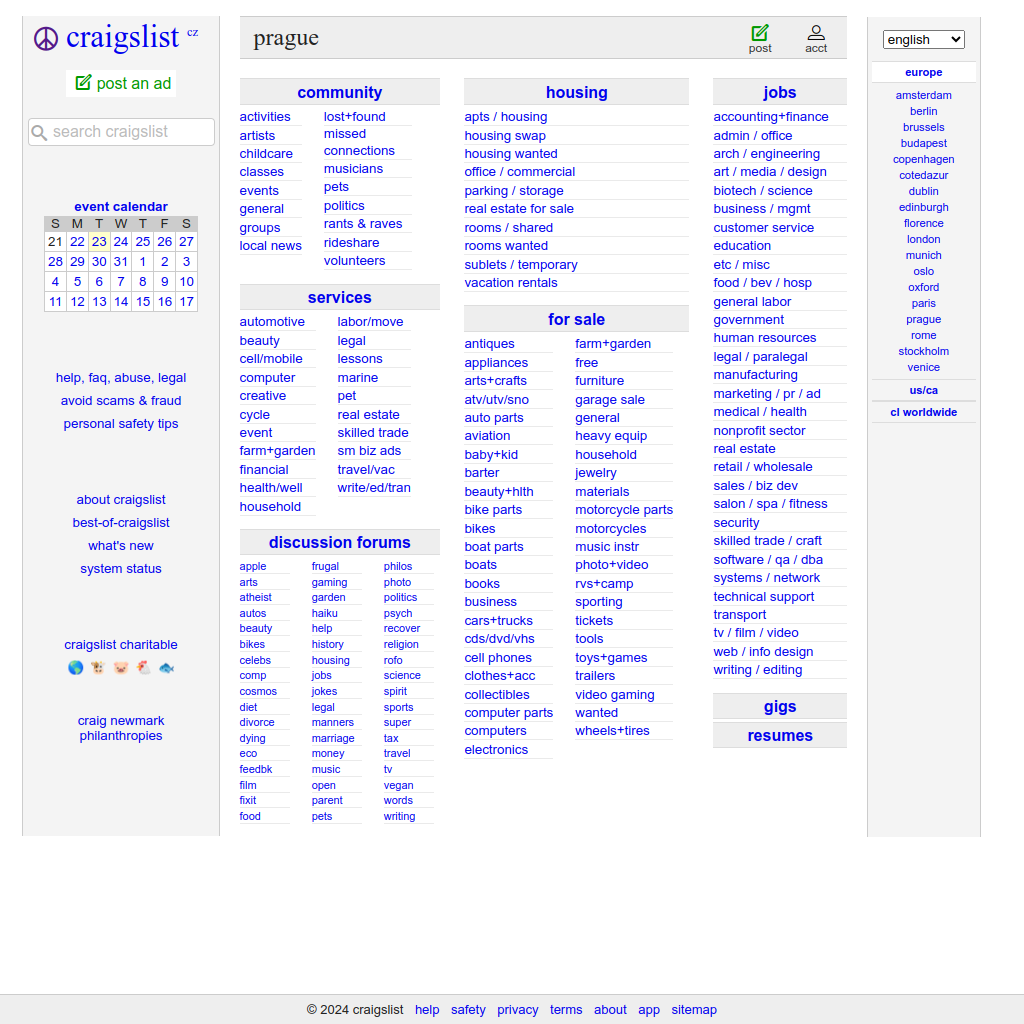 craigslist cz
post an ad
search craigslist
event calendar
S M T W T F S
21 22 23 24 25 26 27
28 29 30 31 1 2 3
4 5 6 7 8 9 10
11 12 13 14 15 16 17
help, faq, abuse, legal
avoid scams & fraud
personal safety tips
about craigslist
best-of-craigslist
what's new
system status
craigslist charitable
craig newmark
philanthropies
prague
post
acct
community
activities
artists
childcare
classes
events
general
groups
local news
lost+found
missed
connections
musicians
pets
politics
rants & raves
rideshare
volunteers
services
automotive
beauty
cell/mobile
computer
creative
cycle
event
farm+garden
financial
health/well
household
labor/move
legal
lessons
marine
pet
real estate
skilled trade
sm biz ads
travel/vac
write/ed/tran
discussion forums
apple
arts
atheist
autos
beauty
bikes
celebs
comp
cosmos
diet
divorce
dying
eco
feedbk
film
fixit
food
frugal
gaming
garden
haiku
help
history
housing
jobs
jokes
legal
manners
marriage
money
music
open
parent
pets
philos
photo
politics
psych
recover
religion
rofo
science
spirit
sports
super
tax
travel
tv
vegan
words
writing
housing
apts / housing
housing swap
housing wanted
office / commercial
parking / storage
real estate for sale
rooms / shared
rooms wanted
sublets / temporary
vacation rentals
for sale
antiques
appliances
arts+crafts
atv/utv/sno
auto parts
aviation
baby+kid
barter
beauty+hlth
bike parts
bikes
boat parts
boats
books
business
cars+trucks
cds/dvd/vhs
cell phones
clothes+acc
collectibles
computer parts
computers
electronics
farm+garden
free
furniture
garage sale
general
heavy equip
household
jewelry
materials
motorcycle parts
motorcycles
music instr
photo+video
rvs+camp
sporting
tickets
tools
toys+games
trailers
video gaming
wanted
wheels+tires
jobs
accounting+finance
admin / office
arch / engineering
art / media / design
biotech / science
business / mgmt
customer service
education
etc / misc
food / bev / hosp
general labor
government
human resources
legal / paralegal
manufacturing
marketing / pr / ad
medical / health
nonprofit sector
real estate
retail / wholesale
sales / biz dev
salon / spa / fitness
security
skilled trade / craft
software / qa / dba
systems / network
technical support
transport
tv / film / video
web / info design
writing / editing
gigs
resumes
english
europe
amsterdam
berlin
brussels
budapest
copenhagen
cotedazur
dublin
edinburgh
florence
london
munich
oslo
oxford
paris
prague
rome
stockholm
venice
us/ca
cl worldwide
© 2024 craigslist help safety privacy terms about app sitemap